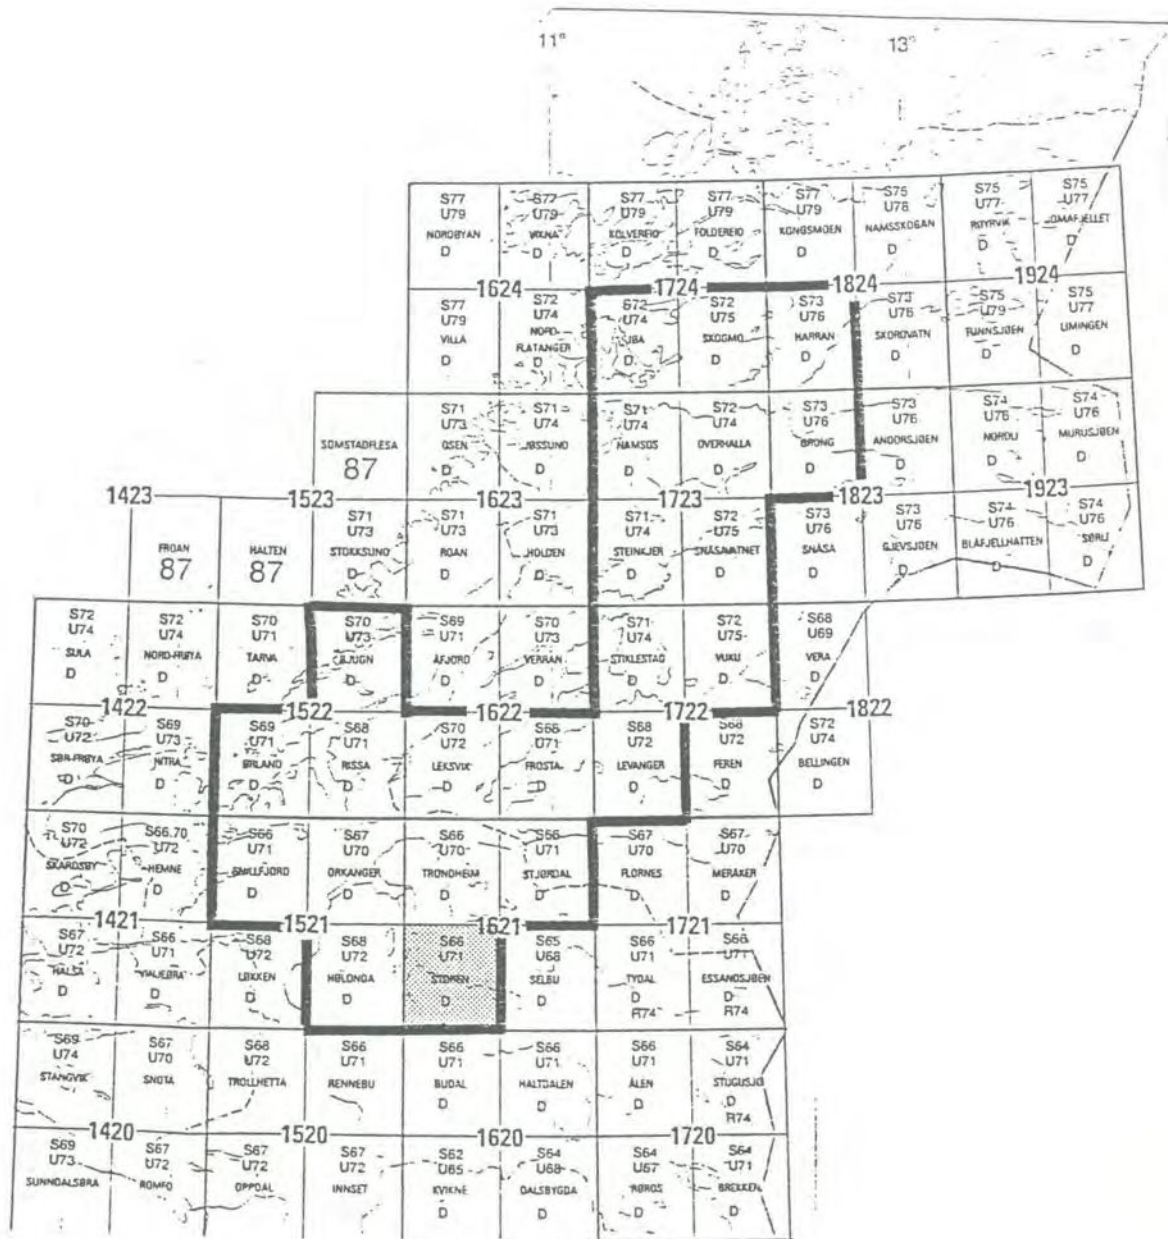 11° 13°
S77 S77 S77 S77 S77 S75 S75 S75
U79 U79 U79 U79 U79 U78 U77 U77
NORDØYAN VIKNA KOLVEREID FOLDEREID KONGSMOEN NAMSSKOGAN RØYRVIK OMAFJELLET
D D D D D D D D
1624 1724 1824 1924
S77 S72 S72 S72 S73 S73 S75 S75
U79 U74 U74 U75 U76 U76 U79 U77
VILLA NORD- FLATANGER SKOGMO HARRAN SKOROVATN TUNNSJØEN LIMINGEN
D D D D D D D D
S71 S71 S71 S72 S73 S73 S74 S74
U73 U74 U74 U74 U76 U76 U76 U76
SOMSTADFLESA OSEN JØSSUND NAMSOS OVERHALLA GRONG ANDORSJØEN NORDLI MURUSJØEN
87 D D D D D D D D
1423 1523 1623 1723 1823 1923
S71 S71 S71 S71 S72 S73 S73 S74 S74
U73 U73 U73 U74 U75 U76 U76 U76 U76
FROAN HALTEN STOKKSUND ROAN HOLDEN STEINKJER SNÅSAVATNET SNÅSA GJEVSJØEN BLÅFJELLHATTEN SØRLI
87 87 D D D D D D D D D
S72 S72 S70 S70 S69 S70 S71 S72 S68
U74 U74 U71 U73 U71 U73 U74 U75 U69
SULA NORD-FRØYA TARVA BJUGN ÅFJORD VERRAN STIKLESTAD VUKU VERA
D D D D D D D D
1422 1522 1622 1722 1822
S70 S69 S69 S68 S70 S66 S68 S68 S72
U72 U73 U71 U71 U72 U71 U72 U72 U74
SØR-FRØYA HITRA ØRLAND RISSA LEKSVIK FROSTA LEVANGER FEREN BELLINGEN
D D D D D D D D D
S70 S66.70 S66 S67 S66 S66 S67 S67
U72 U72 U71 U70 U70 U71 U70 U70
SKARDSØY HEMNE SNILLFJORD ORKANGER TRONDHEIM STJØRDAL FLORNES MERÅKER
D D D D D D D D
1421 1521 1621 1721
S67 S66 S68 S68 S66 S65 S66 S66
U72 U71 U72 U72 U71 U68 U71 U71
HALSA VINJEØRA LØKKEN HØLONDA STØREN SELBU TYDAL ESSANDSJØEN
D D D D D D D D
R74 R74
S69 S67 S68 S66 S66 S66 S66 S64
U74 U70 U72 U71 U71 U71 U71 U71
STANGVIK SNOTA TROLLHETTA RENNEBU BUDAL HALTDALEN ÅLEN STUGUSJØ
D D D D
R74
1420 1520 1620 1720
S69 S67 S67 S67 S62 S64 S64 S64
U73 U72 U72 U72 U65 U68 U67 U71
SUNNDALSØRA ROMFO OPPDAL INNSET KVIKNE DALSBYGDA RØROS BREKKEN
D D D D